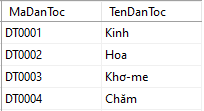 MaDanToc TenDanToc
DT0001 Kinh
DT0002 Hoa
DT0003 Khơ-me
DT0004 Chăm